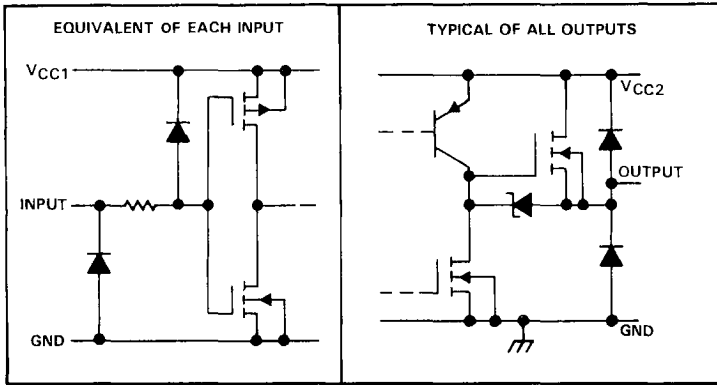 EQUIVALENT OF EACH INPUT
VCC1
INPUT
GND
TYPICAL OF ALL OUTPUTS
VCC2
OUTPUT
GND